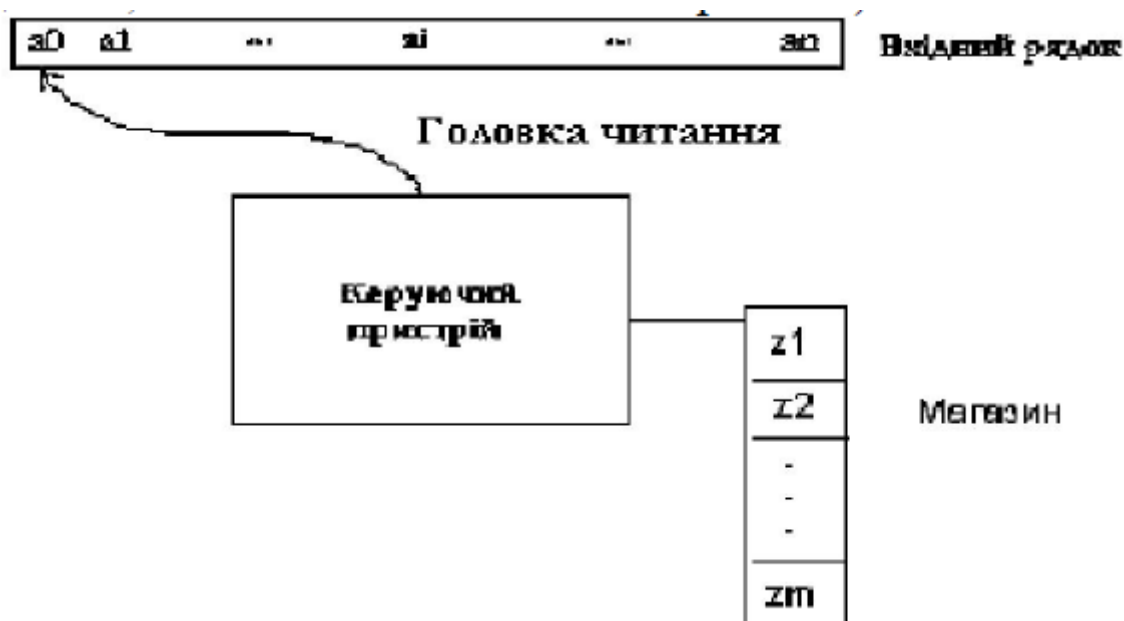 a0 a1 ... ai ... an Вхідний рядок
Головка читання
Керуючий
пристрій
z1
z2
Магазин
.
.
.
zm